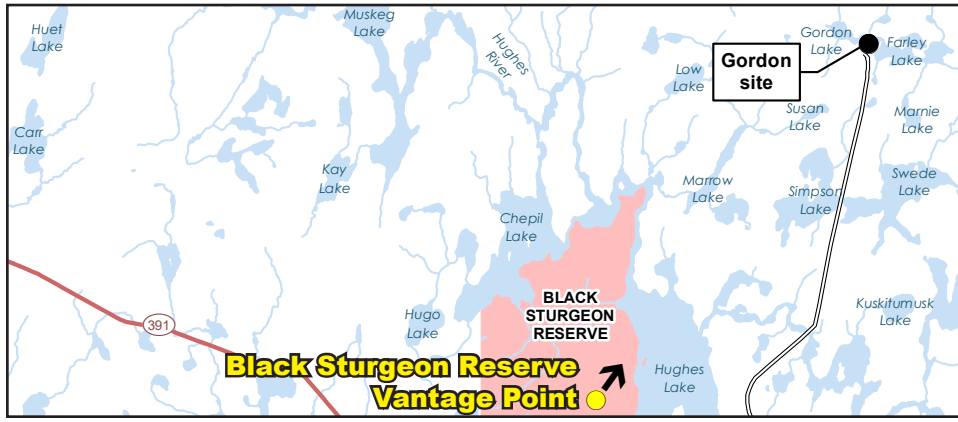 Huet
Lake
Muskeg
Lake
Hughes
River
Gordon
Lake
Farley
Lake
Gordon
site
Low
Lake
Susan
Lake
Marnie
Lake
Carr
Lake
Kay
Lake
Marrow
Lake
Simpson
Lake
Swede
Lake
Chepil
Lake
BLACK
STURGEON
RESERVE
Kuskitumusk
Lake
Hugo
Lake
391
Black Sturgeon Reserve
Vantage Point
Hughes
Lake